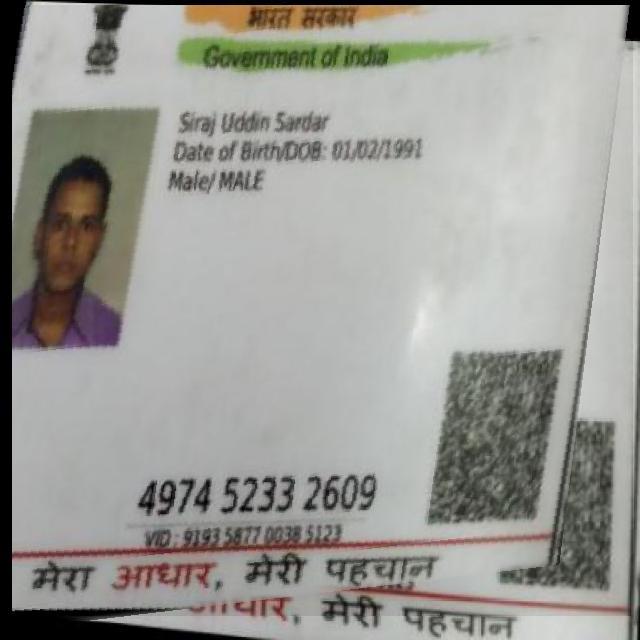 भारत सरकार
Government of India
Siraj Uddin Sardar
Date of Birth/DOB: 01/02/1991
Male/ MALE
4974 5233 2609
VID : 9193 5877 0038 5123
मेरा आधार, मेरी पहचान
आधार, मेरी पहचान